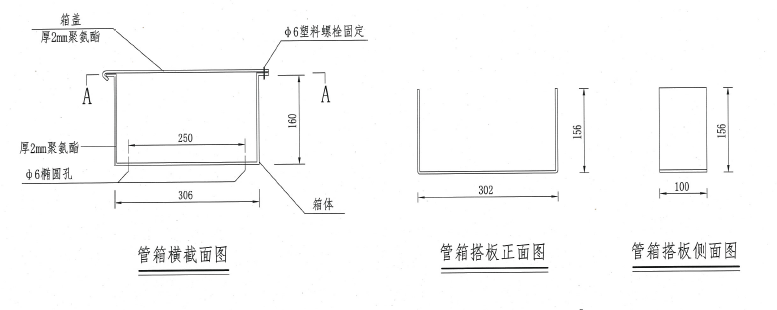 箱盖
厚2mm聚氨酯
φ6塑料螺栓固定
A
A
160
250
厚2mm聚氨酯
φ6椭圆孔
306
箱体
管箱横截面图
156
302
管箱搭板正面图
156
100
管箱搭板侧面图